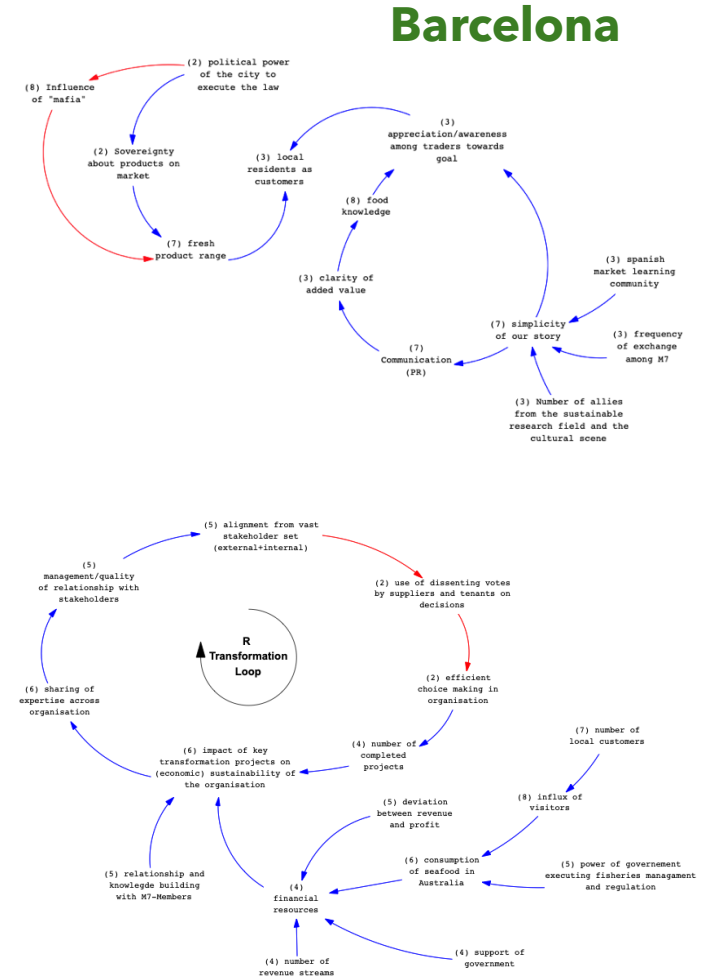 Barcelona
(2) political power
of the city to
execute the law
(8) Influence
of "mafia"
(2) Sovereignty
about products on
market
(7) fresh
product range
(3) local
residents as
customers
(3)
appreciation/awareness
among traders towards
goal
(8) food
knowledge
(3) clarity of
added value
(7)
Communication
(PR)
(7) simplicity
of our story
(3) spanish
market learning
community
(3) frequency
of exchange
among M7
(3) Number of allies
from the sustainable
research field and the
cultural scene
(5) alignment from vast
stakeholder set
(external+internal)
(5)
management/quality
of relationship with
stakeholders
(2) use of dissenting votes
by suppliers and tenants on
decisions
R
Transformation
Loop
(2) efficient
choice making in
organisation
(6) sharing of
expertise across
organisation
(4) number of
completed
projects
(6) impact of key
transformation projects on
(economic) sustainability of
the organisation
(7) number of
local customers
(8) influx of
visitors
(5) deviation
between revenue
and profit
(6) consumption
of seafood in
Australia
(5) power of governement
executing fisheries managament
and regulation
(5) relationship and
knowlegde building
with M7-Members
(4)
financial
resources
(4) number of
revenue streams
(4) support of
government